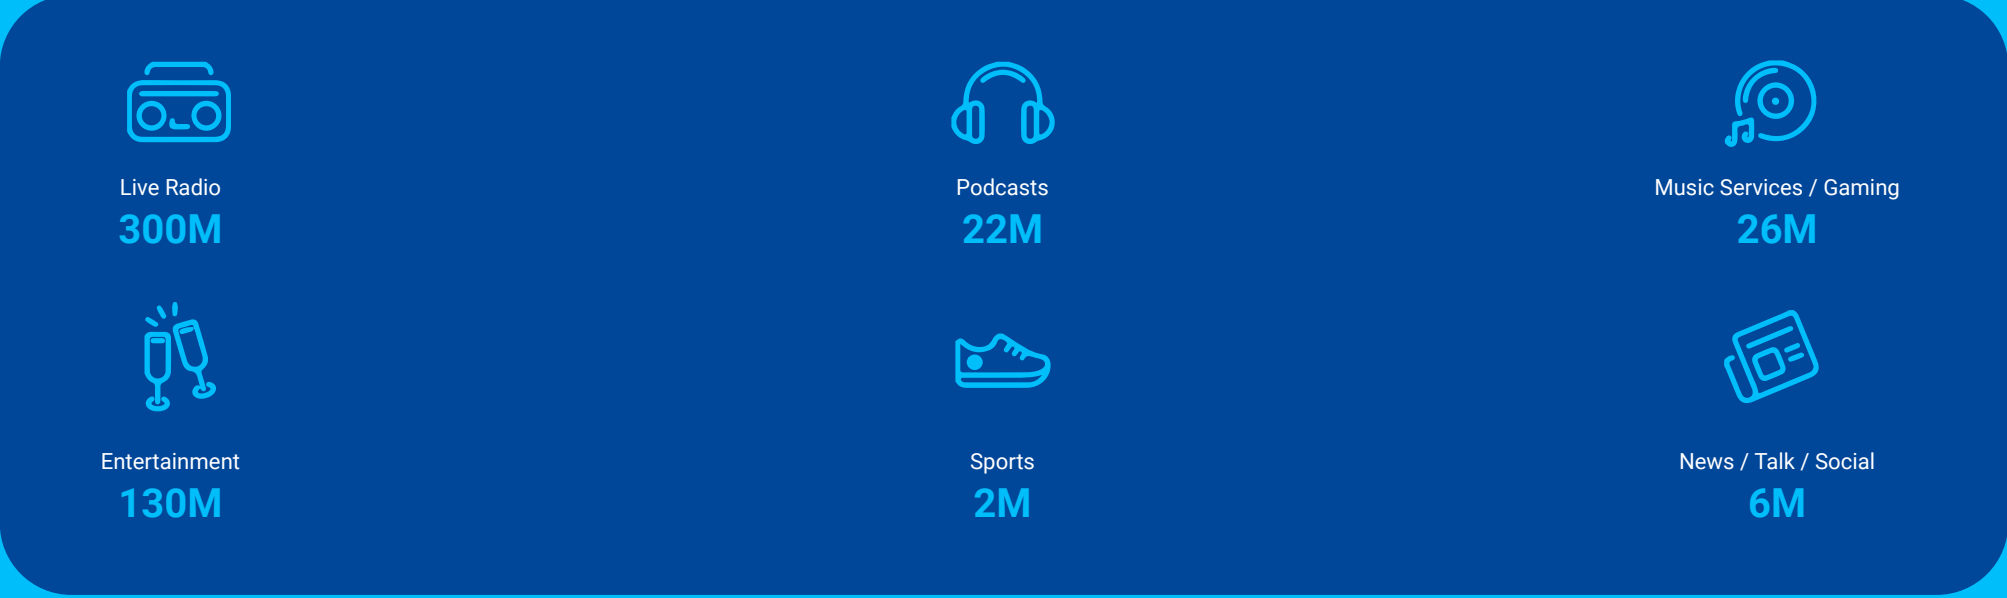 Live Radio
300M
Podcasts
22M
Music Services / Gaming
26M
Entertainment
130M
Sports
2M
News / Talk / Social
6M